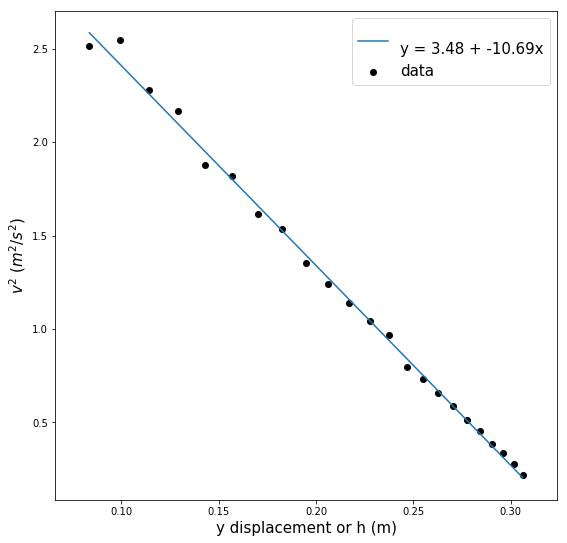 y = 3.48 + -10.69x
data
2.5
2.0
1.5
1.0
0.5
v² (m²/s²)
0.10 0.15 0.20 0.25 0.30
y displacement or h (m)